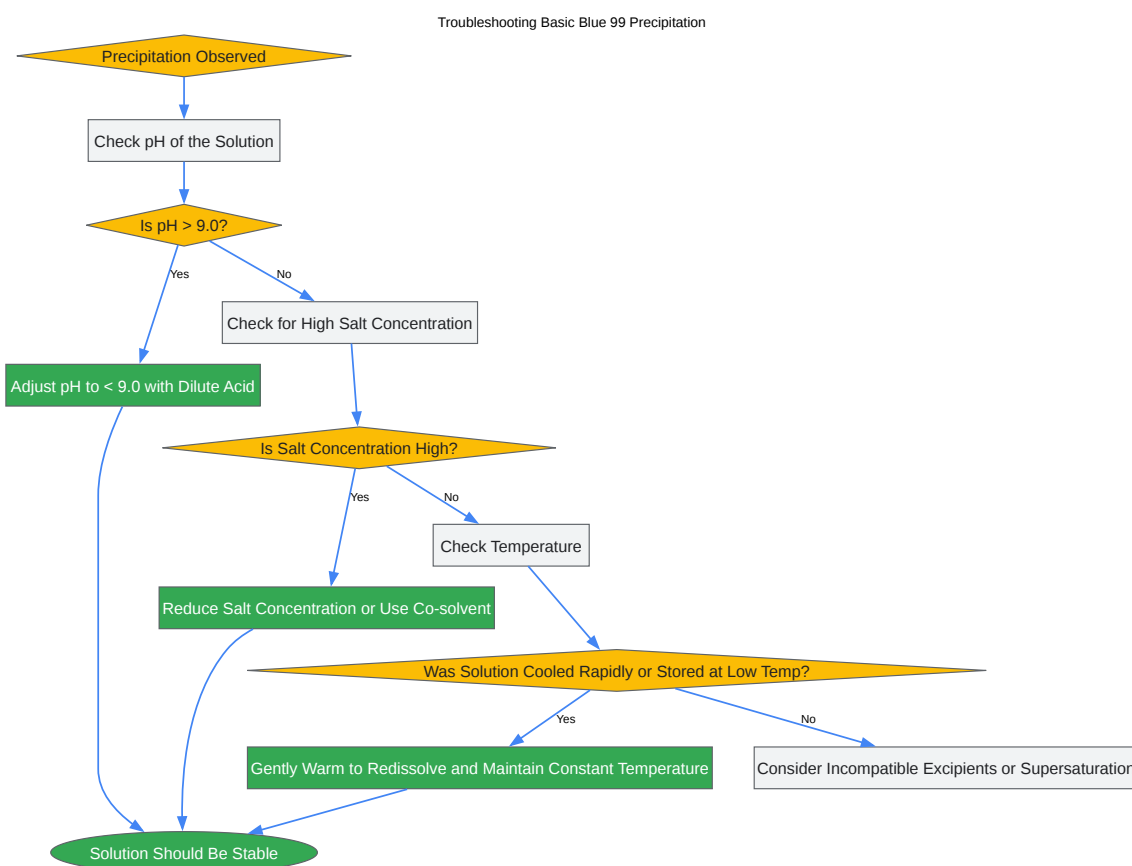 Troubleshooting Basic Blue 99 Precipitation
Precipitation Observed
Check pH of the Solution
Is pH > 9.0?
Yes
No
Check for High Salt Concentration
Adjust pH to < 9.0 with Dilute Acid
Is Salt Concentration High?
Yes
No
Check Temperature
Reduce Salt Concentration or Use Co-solvent
Was Solution Cooled Rapidly or Stored at Low Temp?
Yes
No
Gently Warm to Redissolve and Maintain Constant Temperature
Consider Incompatible Excipients or Supersaturation
Solution Should Be Stable